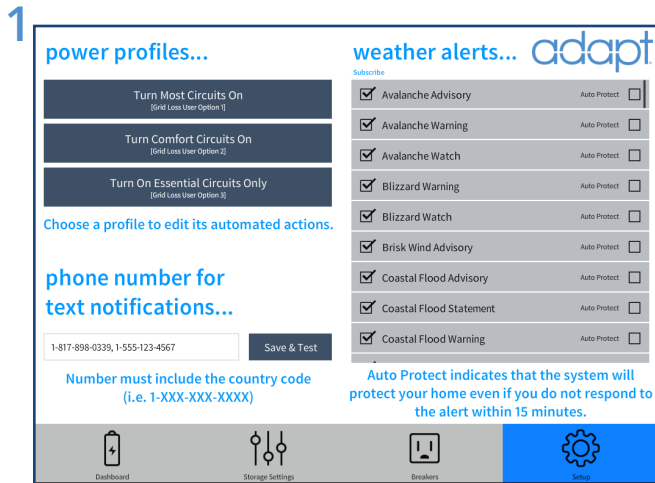 1
power profiles...
Turn Most Circuits On
[Grid Loss User Option 1]
Turn Comfort Circuits On
[Grid Loss User Option 2]
Turn On Essential Circuits Only
[Grid Loss User Option 3]
Choose a profile to edit its automated actions.
phone number for
text notifications...
1-817-898-0339, 1-555-123-4567
Save & Test
Number must include the country code
(i.e. 1-XXX-XXX-XXXX)
weather alerts...
adapt
Subscribe
Avalanche Advisory Auto Protect
Avalanche Warning Auto Protect
Avalanche Watch Auto Protect
Blizzard Warning Auto Protect
Blizzard Watch Auto Protect
Brisk Wind Advisory Auto Protect
Coastal Flood Advisory Auto Protect
Coastal Flood Statement Auto Protect
Coastal Flood Warning Auto Protect
Auto Protect indicates that the system will
protect your home even if you do not respond to
the alert within 15 minutes.
Dashboard
Storage Settings
Breakers
Setup